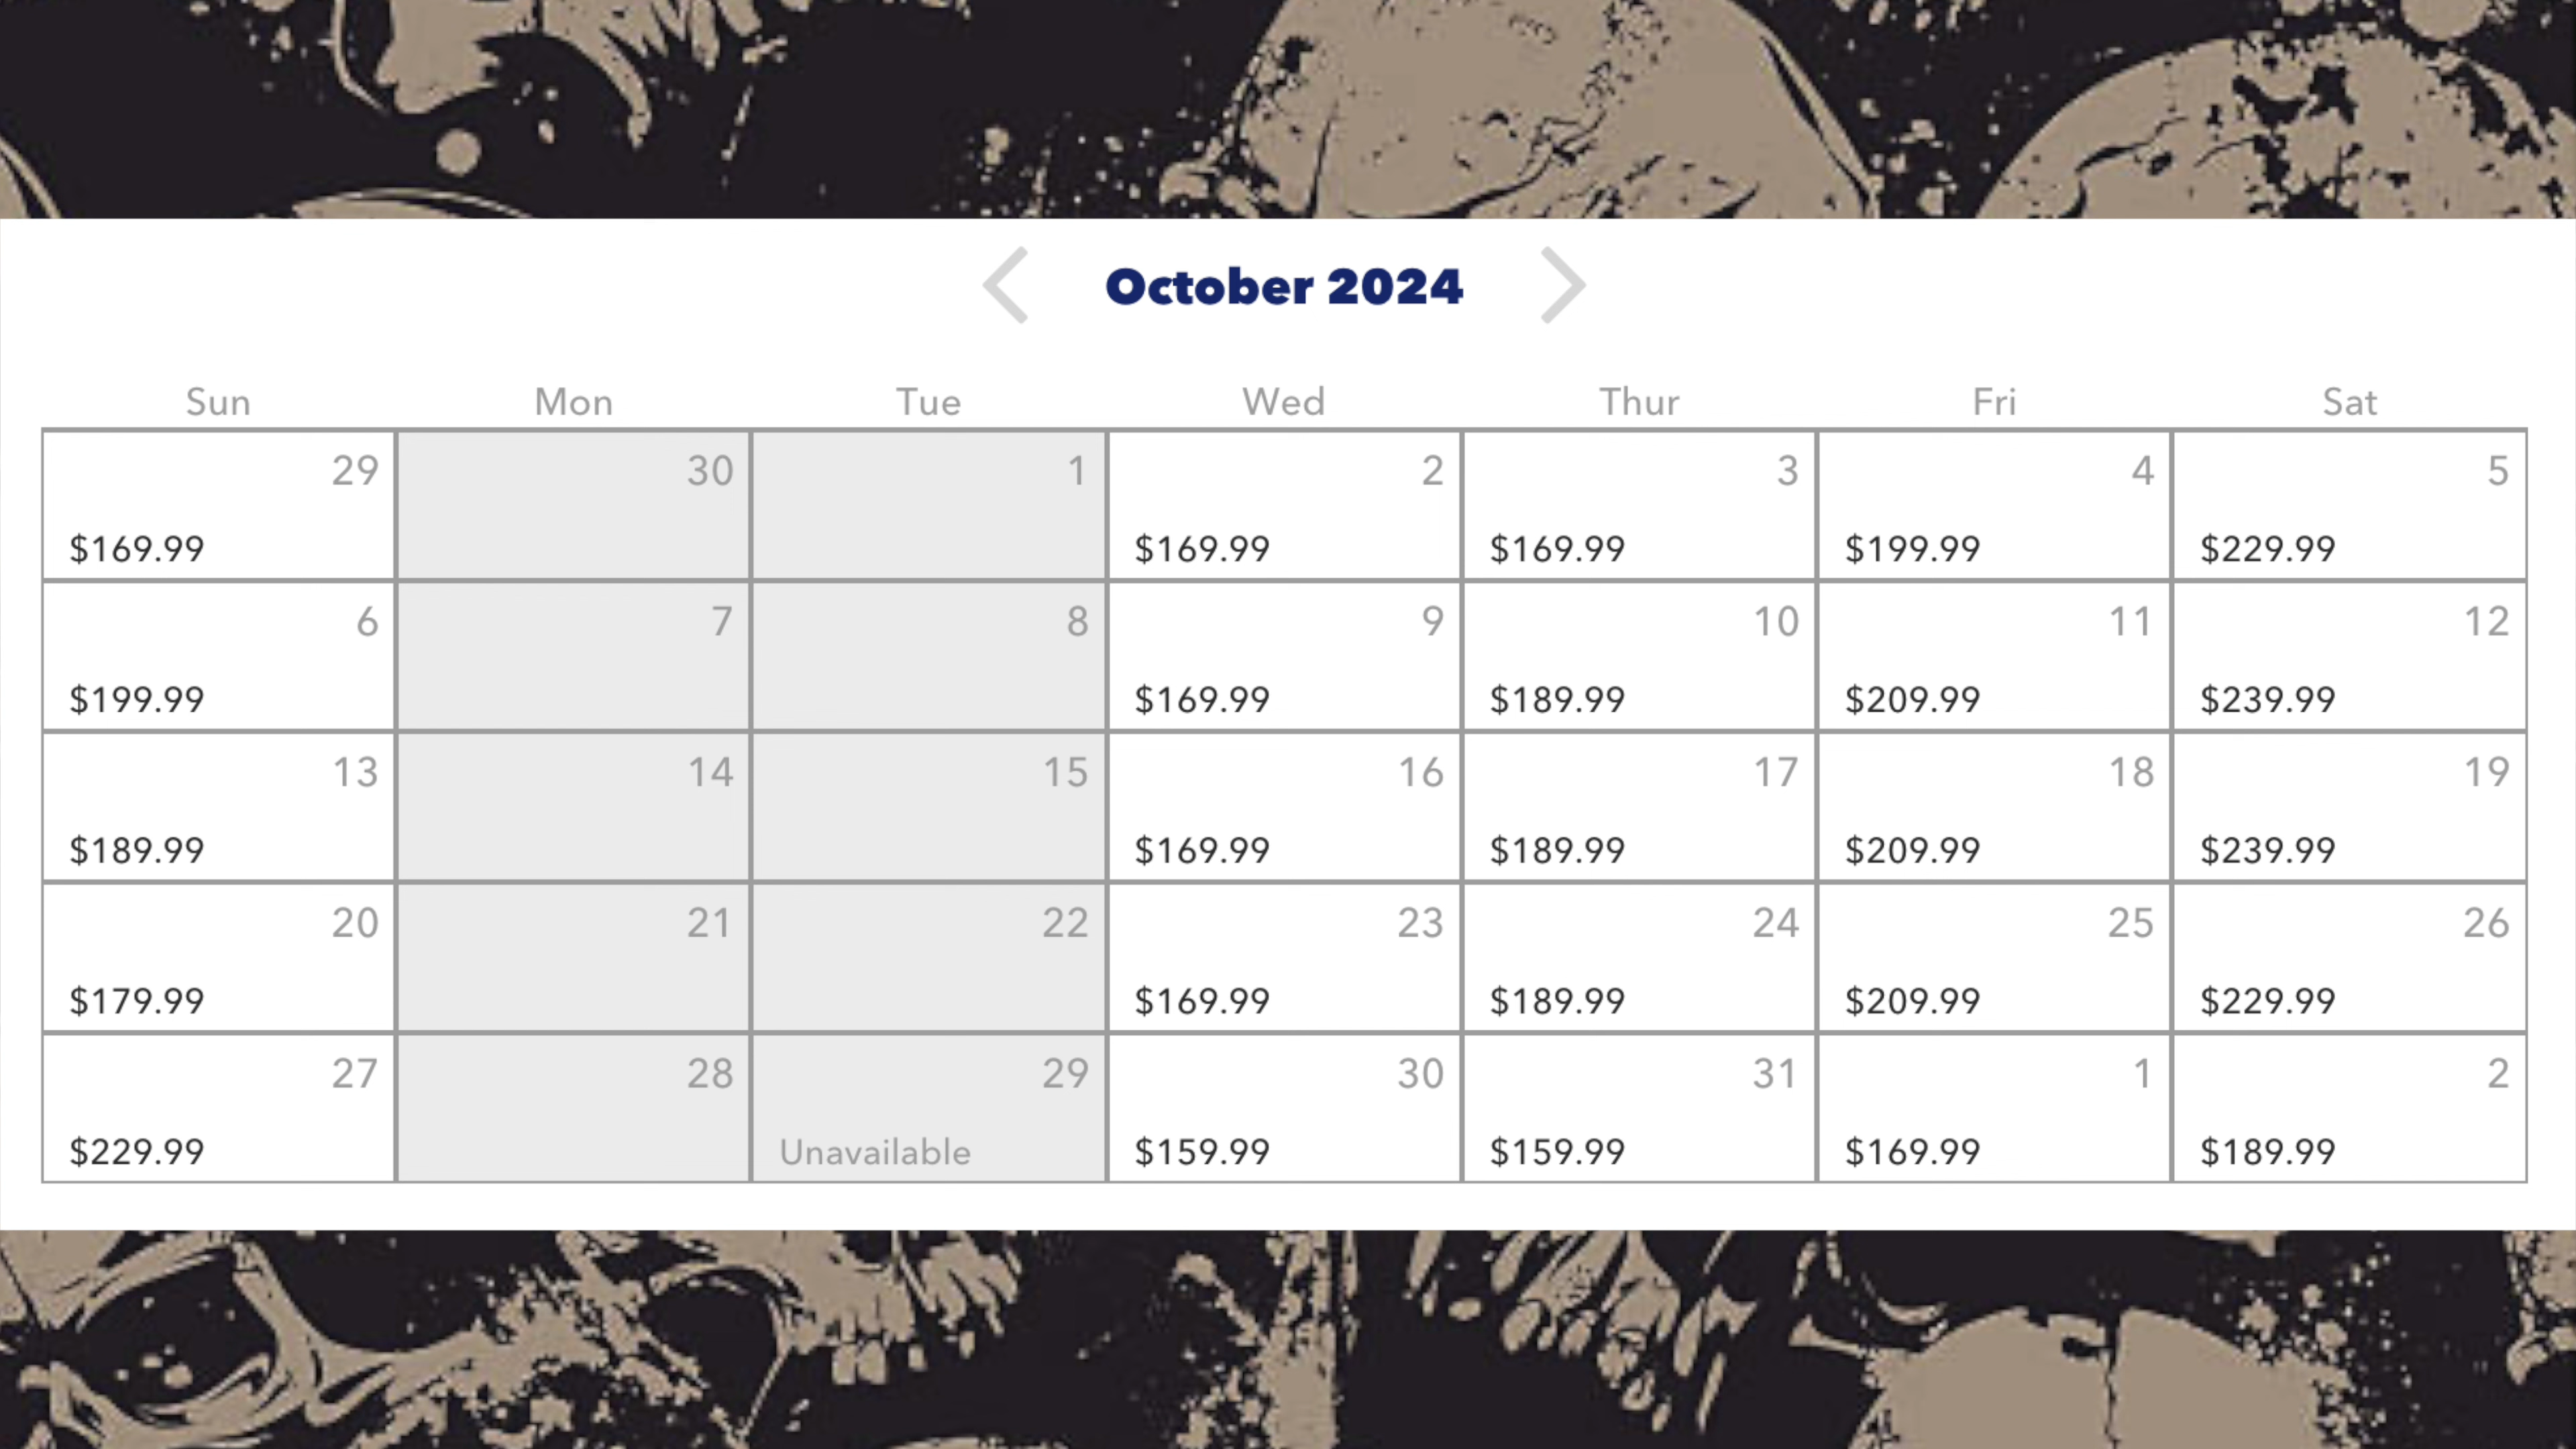 October 2024
Sun Mon Tue Wed Thur Fri Sat
29 30 1 2 3 4 5
$169.99 $169.99 $169.99 $199.99 $229.99
6 7 8 9 10 11 12
$199.99 $169.99 $189.99 $209.99 $239.99
13 14 15 16 17 18 19
$189.99 $169.99 $189.99 $209.99 $239.99
20 21 22 23 24 25 26
$179.99 $169.99 $189.99 $209.99 $229.99
27 28 29 30 31 1 2
$229.99 Unavailable $159.99 $159.99 $169.99 $189.99